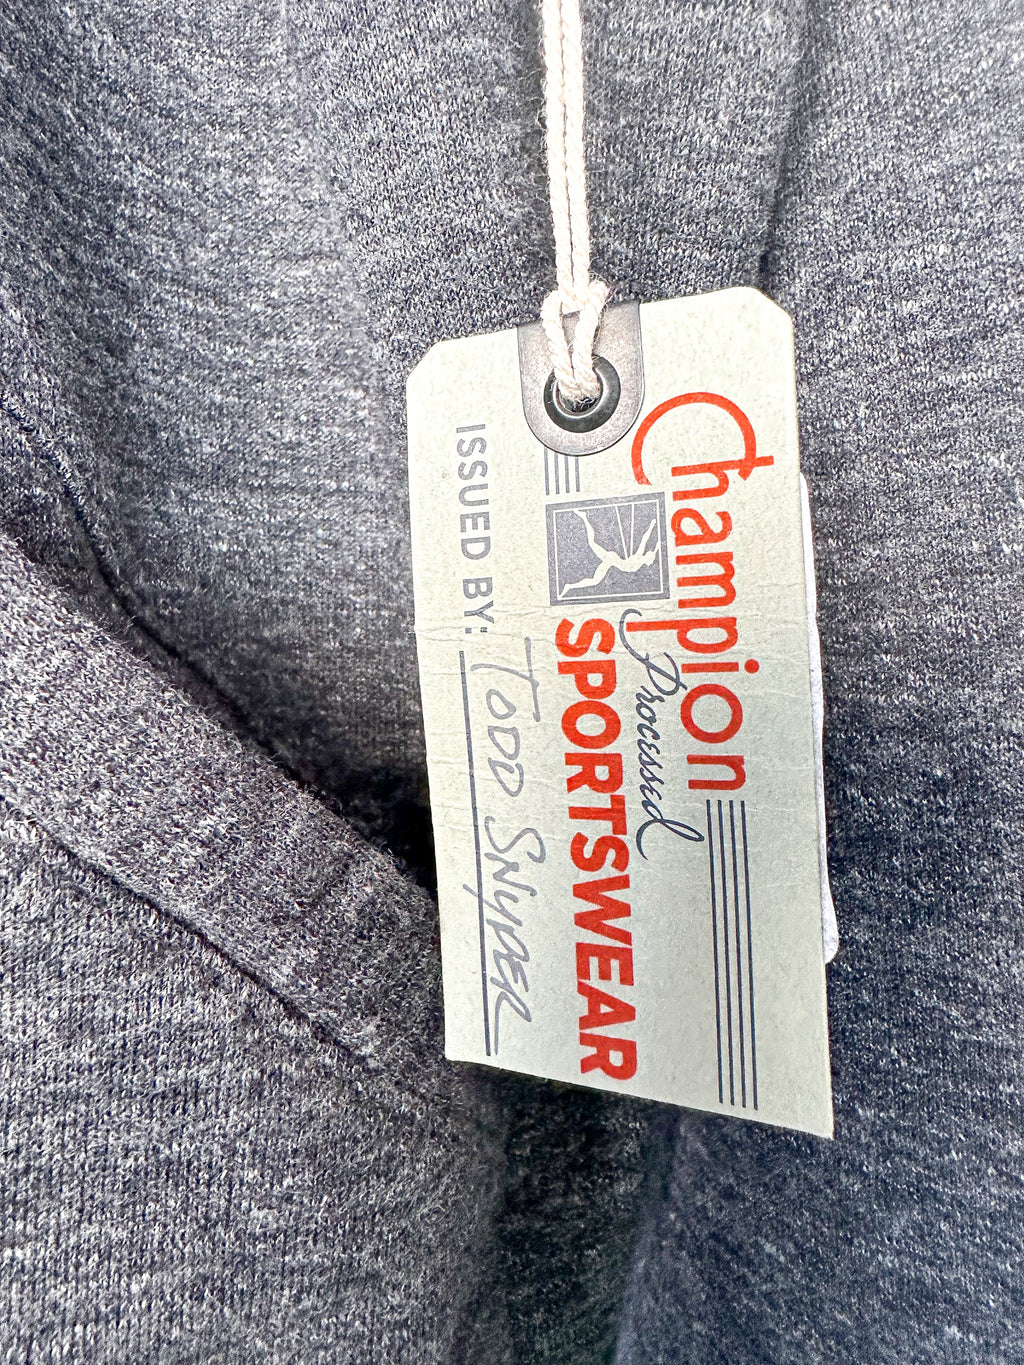 Champion
Processed
SPORTSWEAR
ISSUED BY: TODD SNYDER